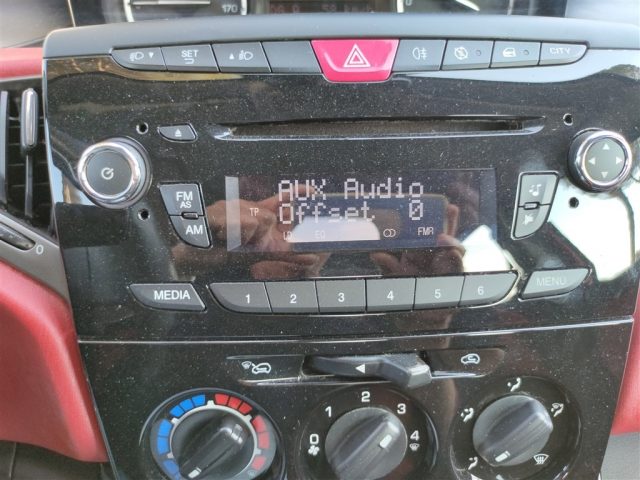 170
SET
CITY
FM
AS
AM
TP
AUX Audio
Offset 0
EQ
FMR
MEDIA
1 2 3 4 5 6
MENU
0
0 1 2 3 4